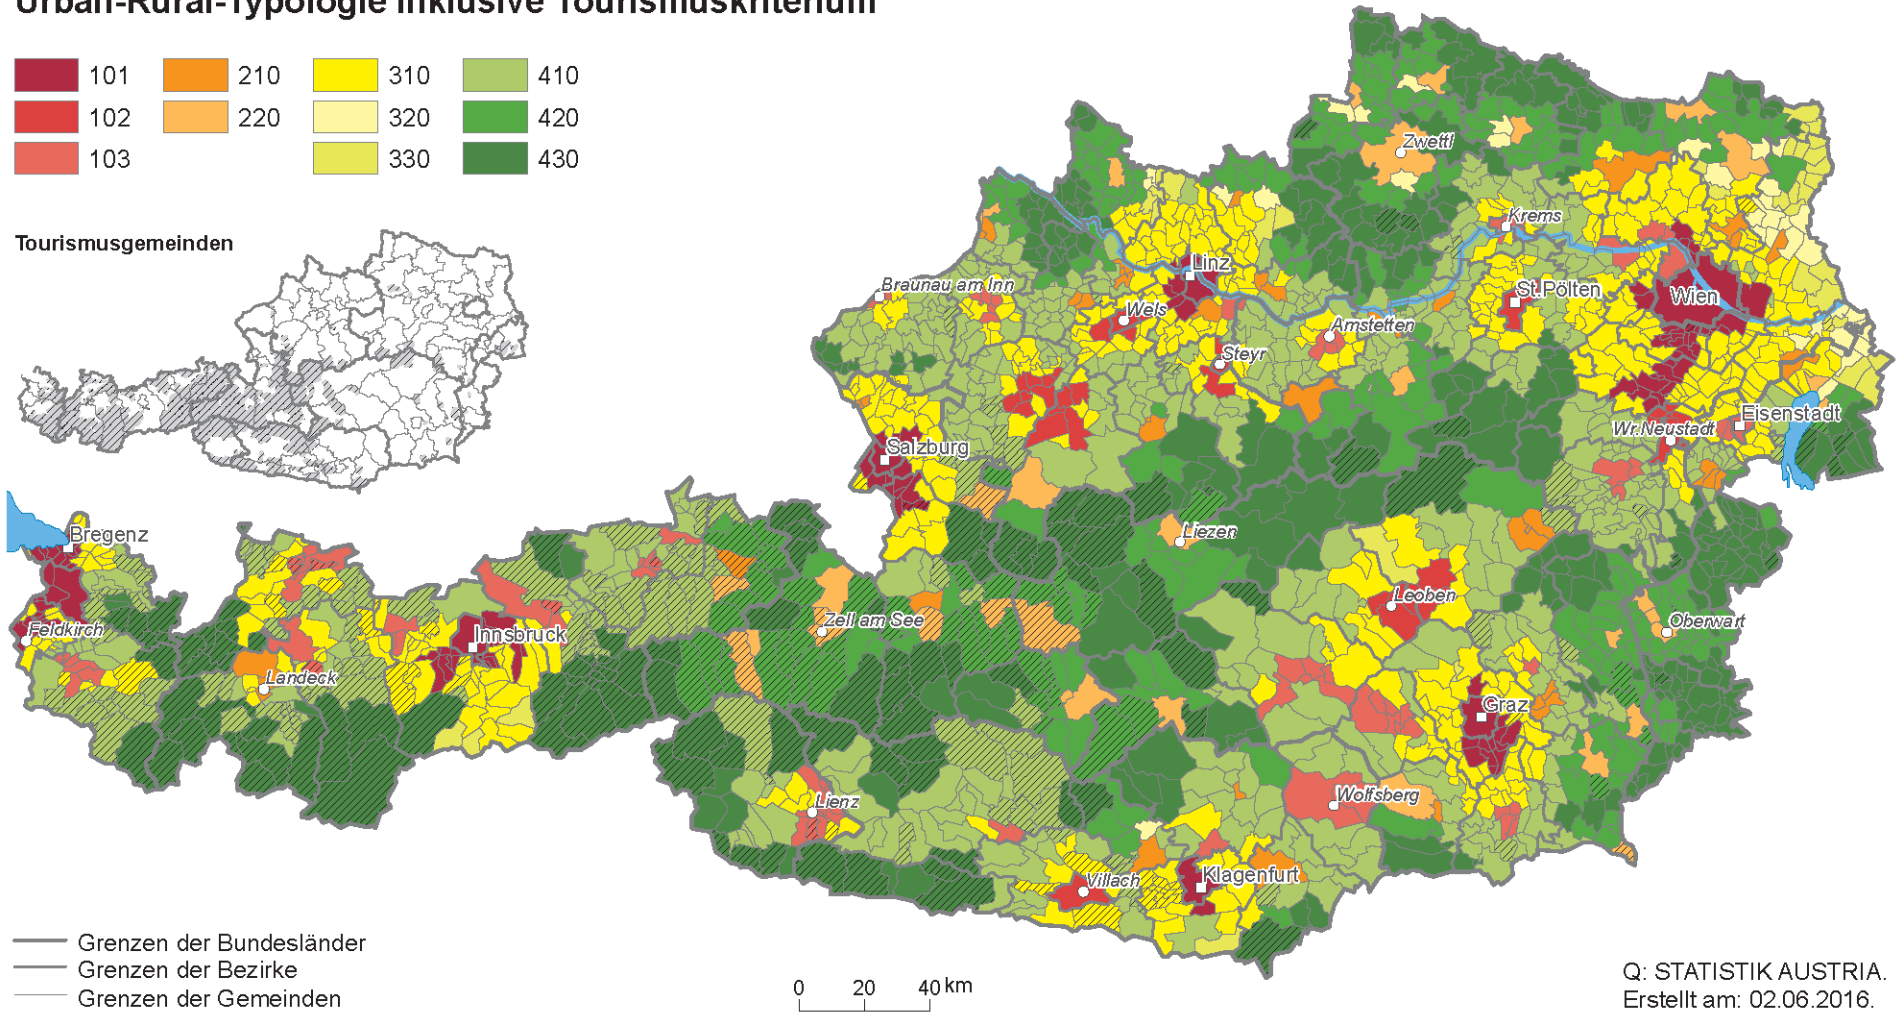 Urban-Rural-Typologie inklusive Tourismuskriterium
101 210 310 410
102 220 320 420
103 330 430
Tourismusgemeinden
Zwettl
Krems
Linz
Braunau am Inn
St.Pölten
Wien
Wels
Amstetten
Steyr
Eisenstadt
Wr.Neustadt
Salzburg
Bregenz
Liezen
Leoben
Feldkirch
Innsbruck
Zell am See
Oberwart
Landeck
Graz
Lienz
Wolfsberg
Villach
Klagenfurt
Grenzen der Bundesländer
Grenzen der Bezirke
Grenzen der Gemeinden
0 20 40 km
Q: STATISTIK AUSTRIA.
Erstellt am: 02.06.2016.